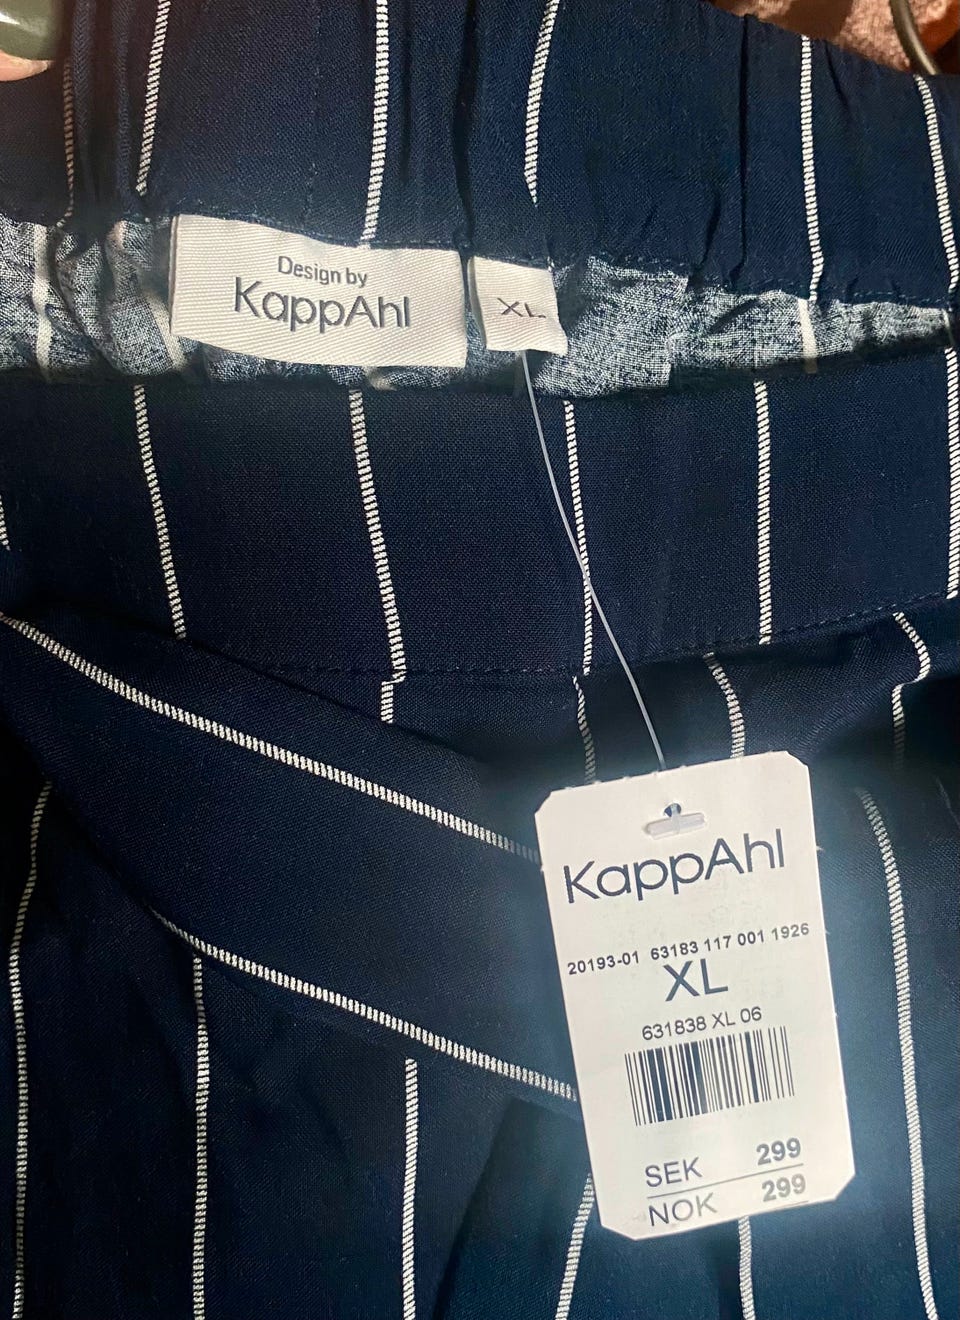 Design by
KappAhl
XL
KappAhl
20193-01 63183 117 001 1926
XL
631838 XL 06
SEK 299
NOK 299